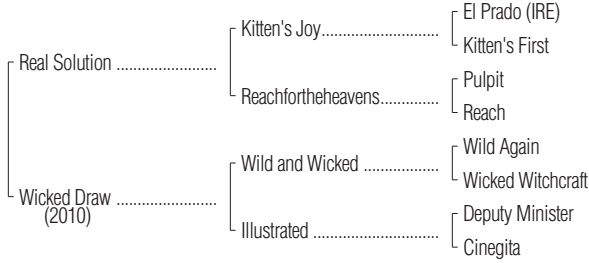 El Prado (IRE)
Kitten's Joy..............................
Kitten's First
Real Solution .........................
Pulpit
Reachfortheheavens...............
Reach
Wild Again
Wild and Wicked ...................
Wicked Witchcraft
Wicked Draw .........................
(2010)
Deputy Minister
Illustrated ................................
Cinegita